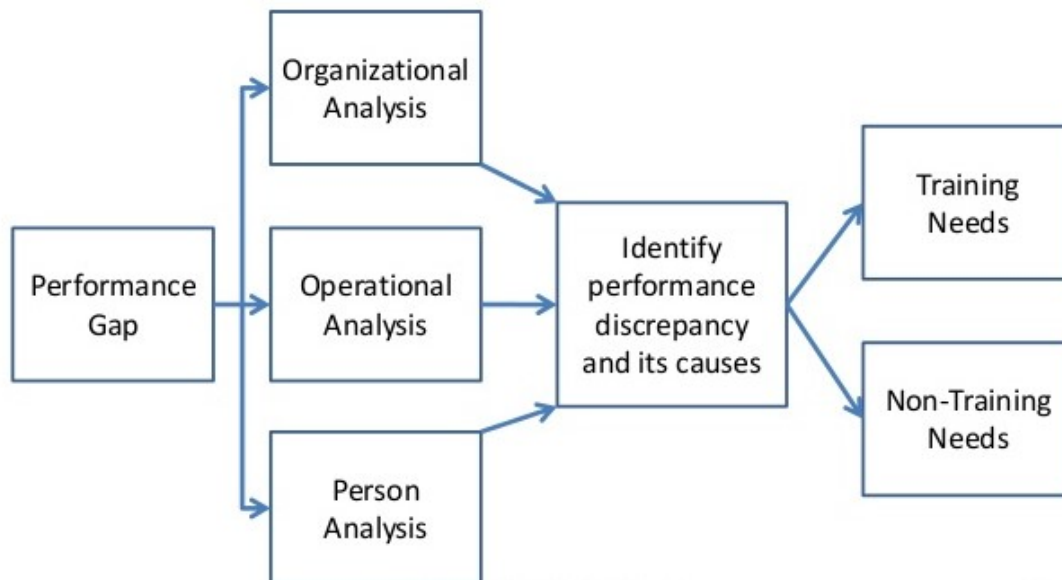 Performance
Gap
Organizational
Analysis
Operational
Analysis
Person
Analysis
Identify
performance
discrepancy
and its causes
Training
Needs
Non-Training
Needs